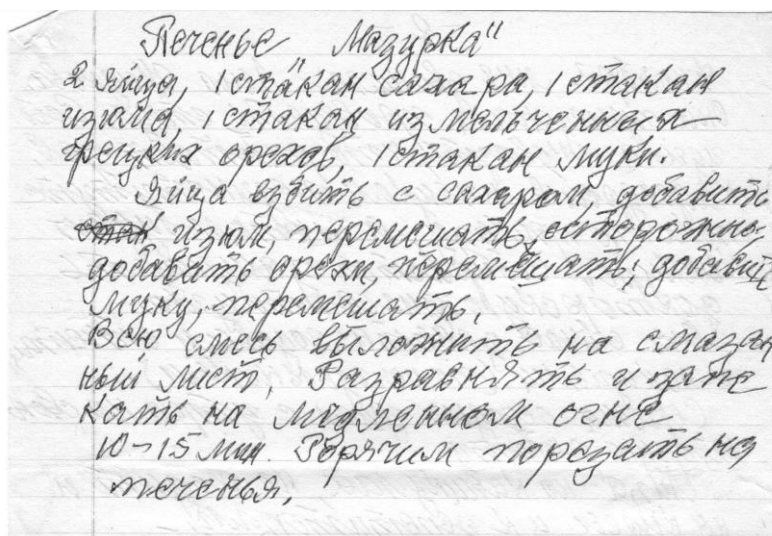 Печенье „Мазурка"
2 яйца, 1 стакан сахара, 1 стакан
изюма, 1 стакан измельченных
грецких орехов, 1 стакан муки.
Яйца взбить с сахаром, добавить
изюм, перемешать, осторожно
добавить орехи, перемешать; добавить
муку, перемешать.
Всю смесь выложить на смазан
ный лист. Разравнять и запе
кать на медленном огне
10-15 мин. Горячим порезать на
печенья.